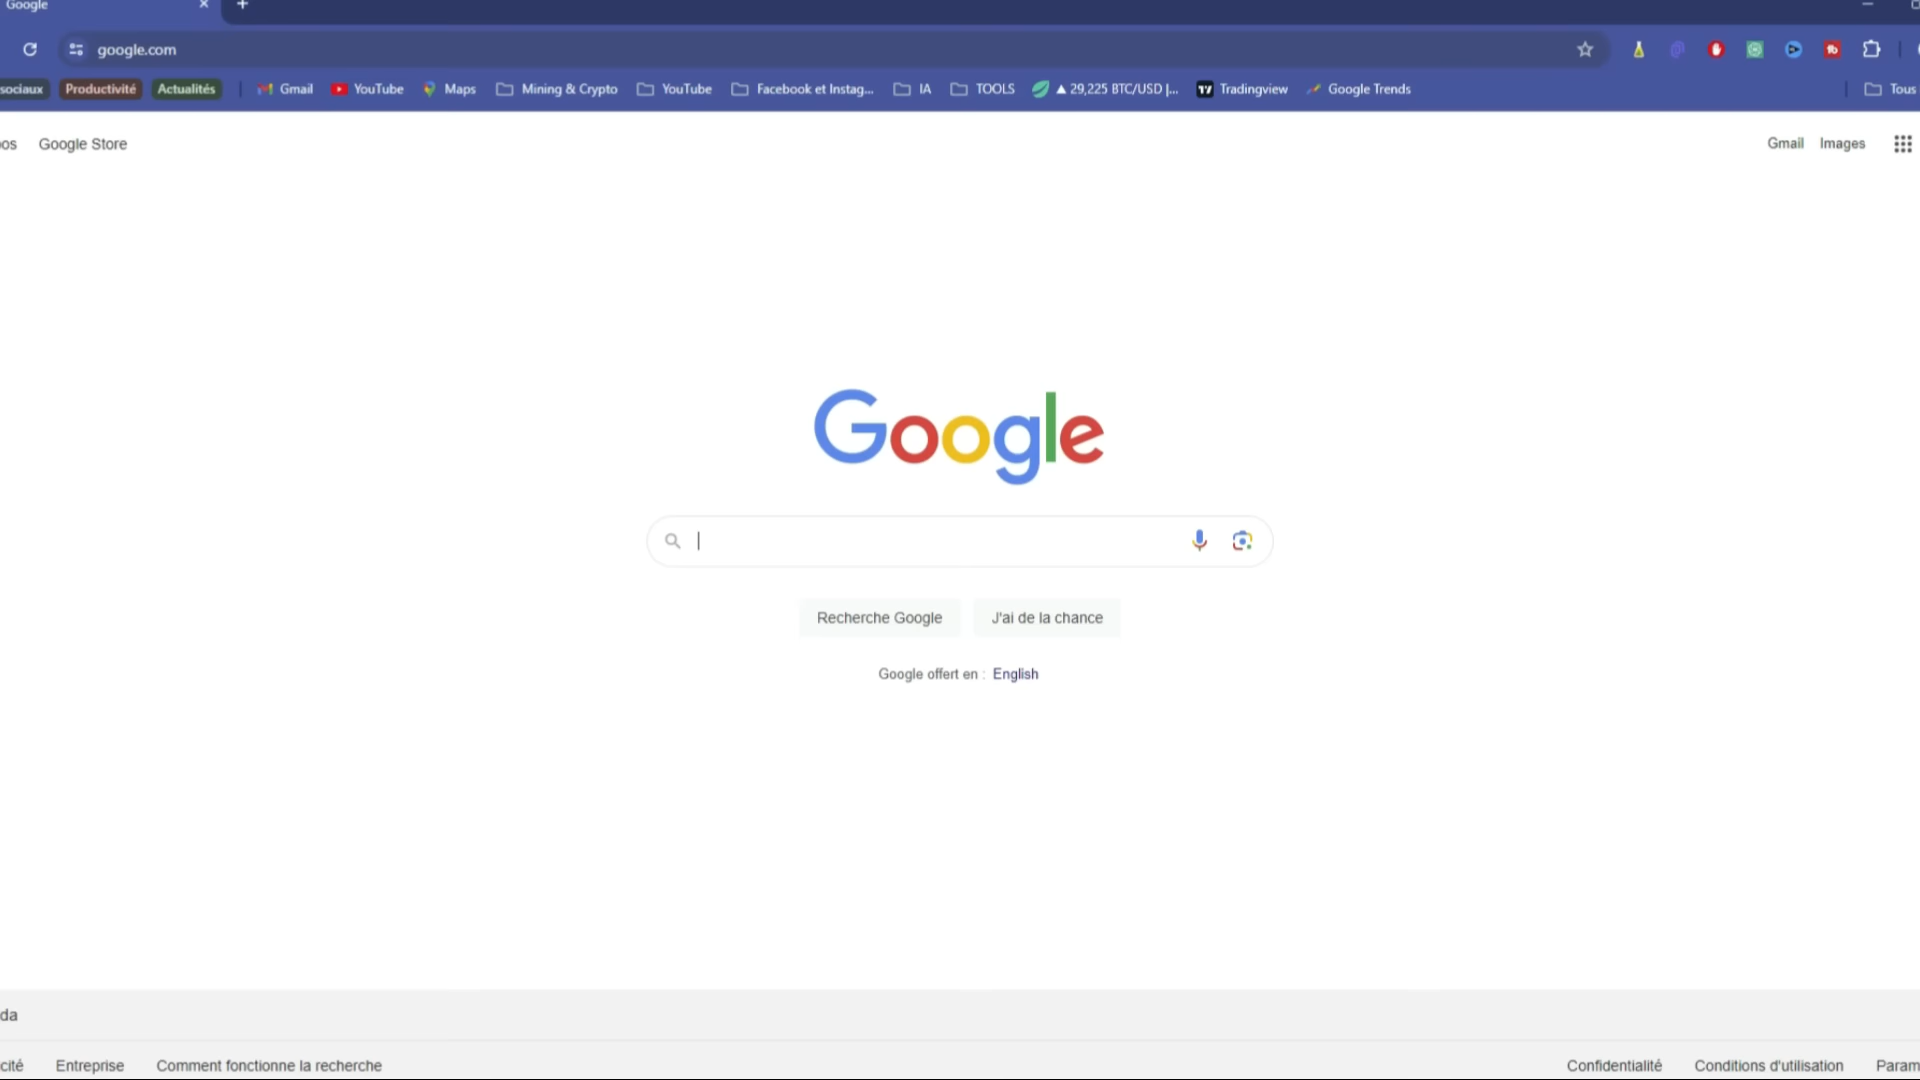 Google
google.com
sociaux Productivité Actualités Gmail YouTube Maps Mining & Crypto YouTube Facebook et Instag... IA TOOLS ▲ 29,225 BTC/USD |... Tradingview Google Trends Tous
os Google Store Gmail Images
Google
Recherche Google J'ai de la chance
Google offert en : English
da
cité Entreprise Comment fonctionne la recherche Confidentialité Conditions d'utilisation Param